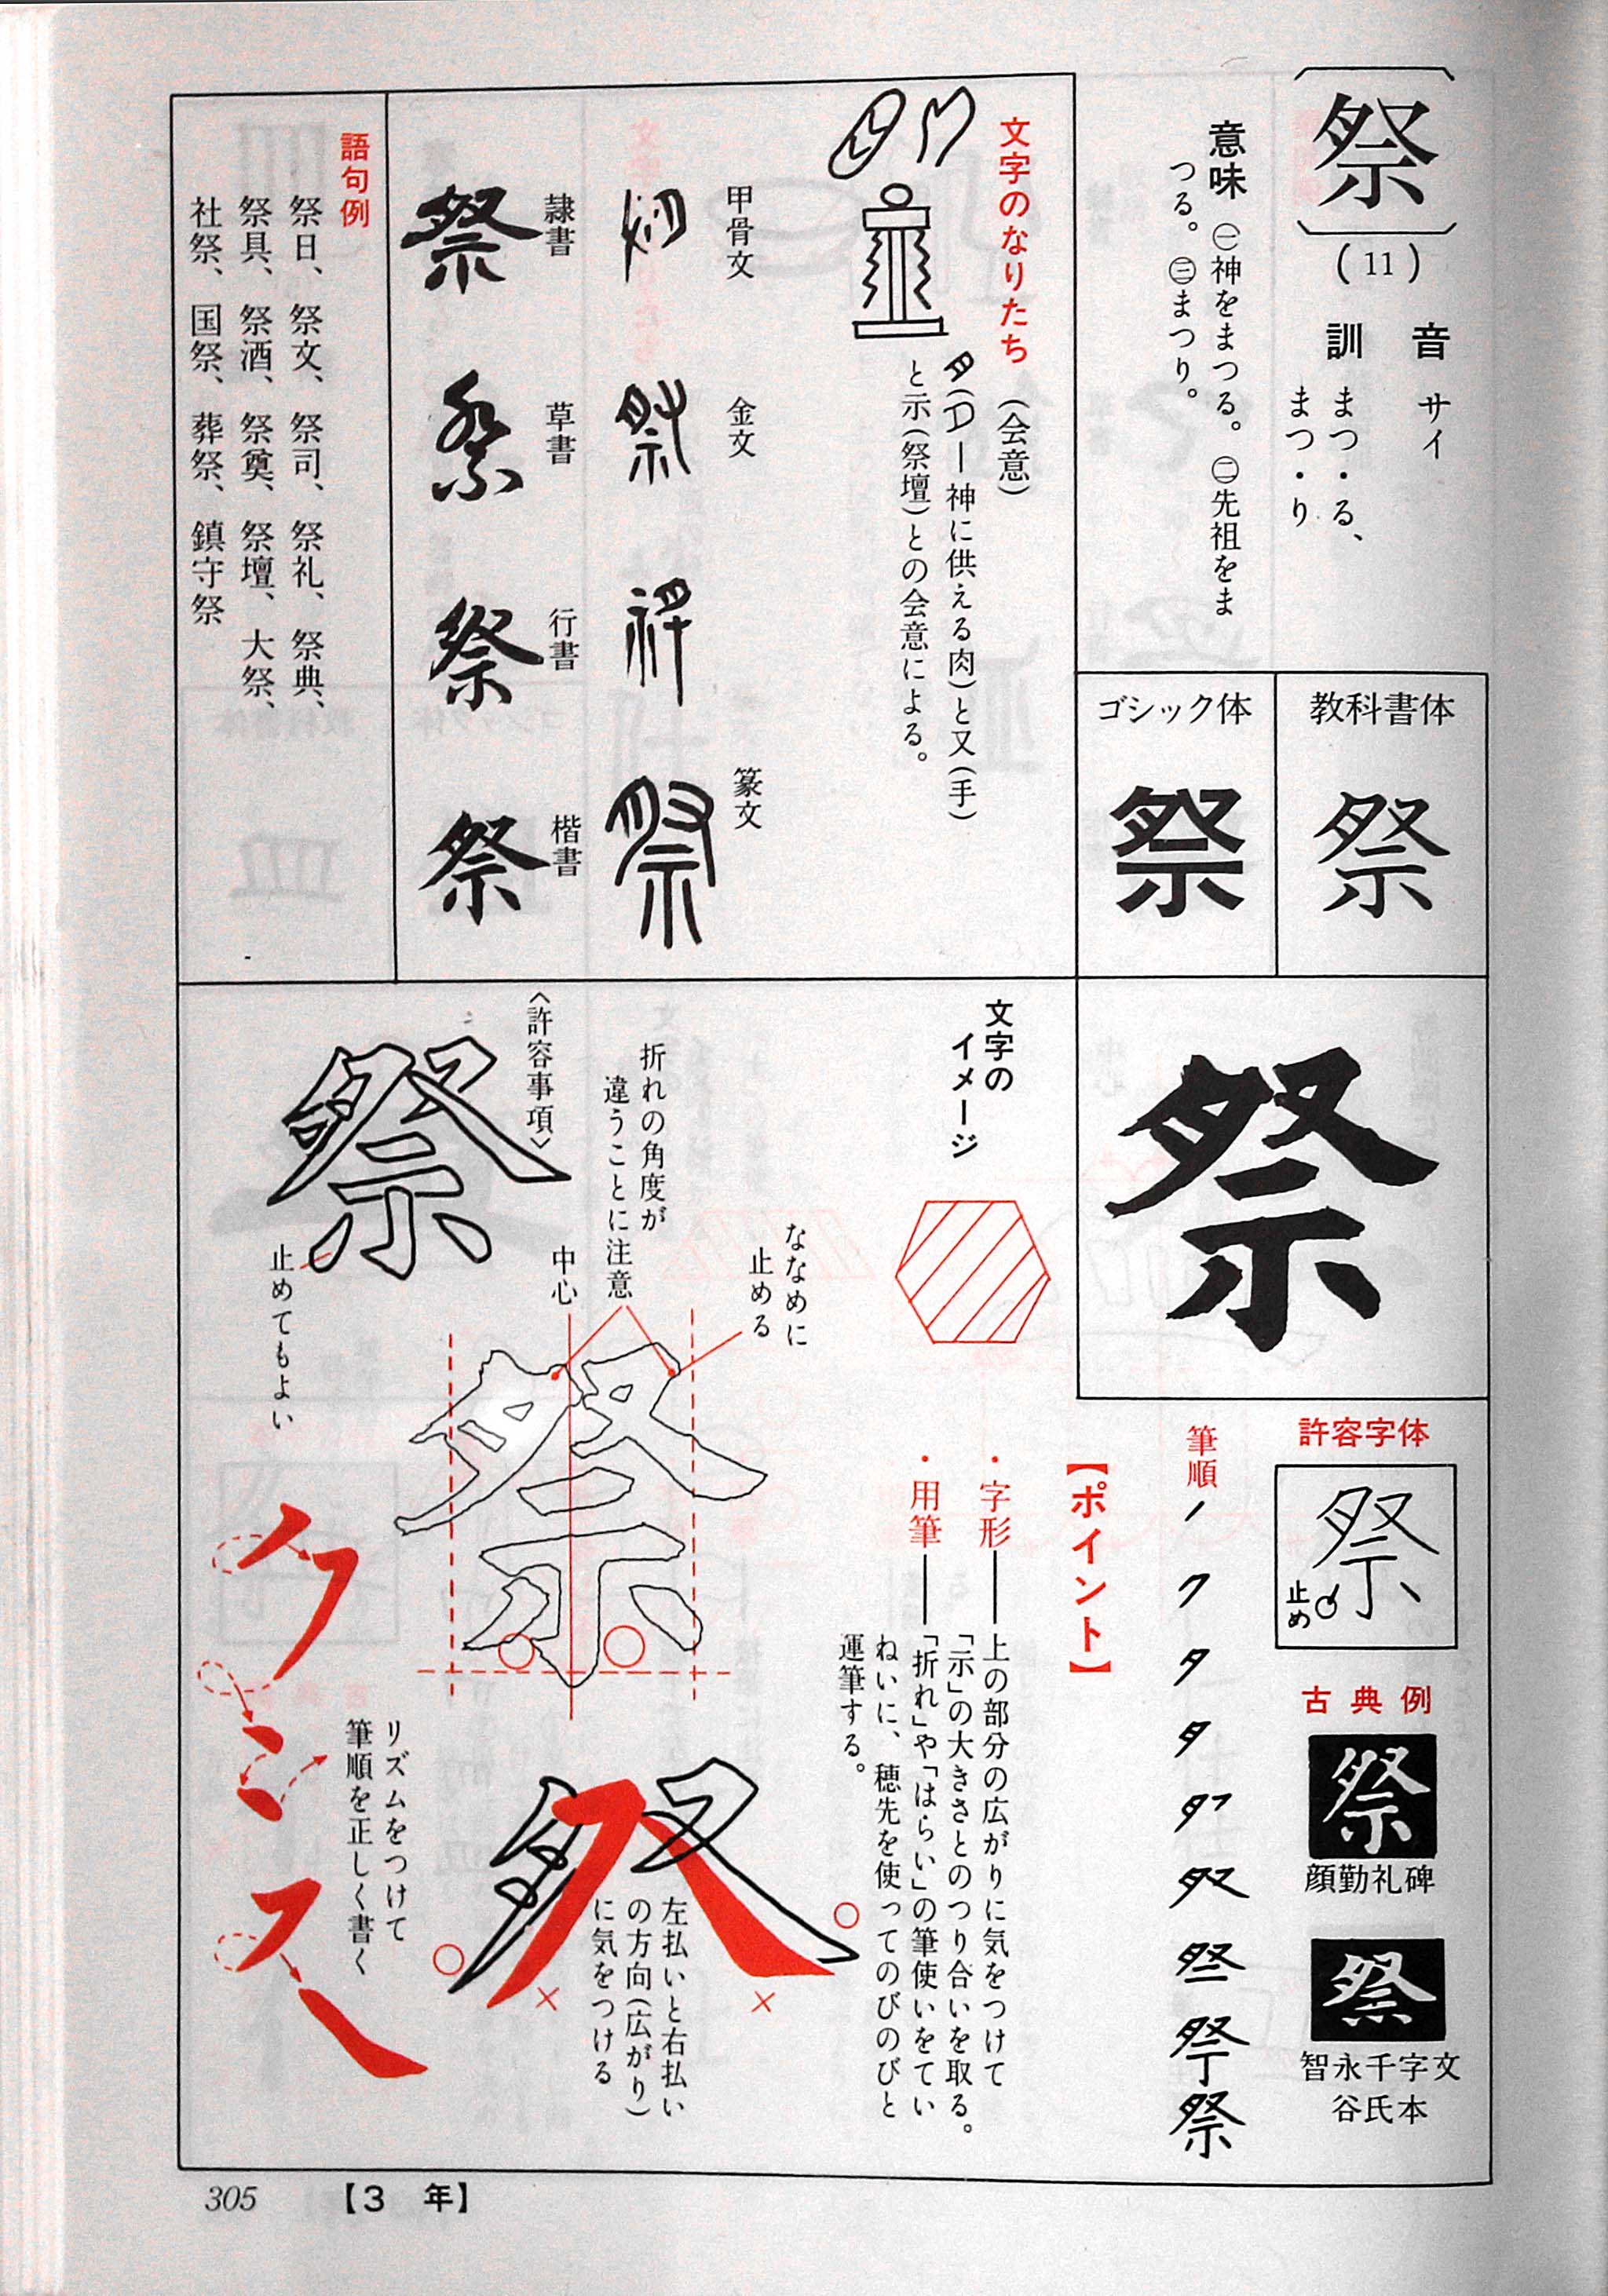 祭
(11)
音 サイ
訓 まつ・る、
まつ・り
意味 ㊀神をまつる。㊁先祖をま
つる。㊂まつり。
教科書体
祭
ゴシック体
祭
文字のなりたち (会意)
(神に供える肉)と又(手)
と示(祭壇)との会意による。
甲骨文
金文
篆文
隷書
草書
行書
楷書
祭
祭
祭
祭
語句例
祭日、祭文、祭司、祭礼、祭典、
祭具、祭酒、祭奠、祭壇、大祭、
社祭、国祭、葬祭、鎮守祭
祭
許容字体
祭
止め
古典例
祭
顔勤礼碑
祭
智永千字文
谷氏本
筆順
祭
【ポイント】
・字形──上の部分の広がりに気をつけて
「示」の大きさとのつり合いを取る。
・用筆──「折れ」や「はらい」の筆使いをてい
ねいに、穂先を使ってのびのびと
運筆する。
文字の
イメージ
ななめに
止める
折れの角度が
違うことに注意
中心
〈許容事項〉
祭
止めてもよい
祭
左払いと右払い
の方向(広がり)
に気をつける
リズムをつけて
筆順を正しく書く
305 【3 年】